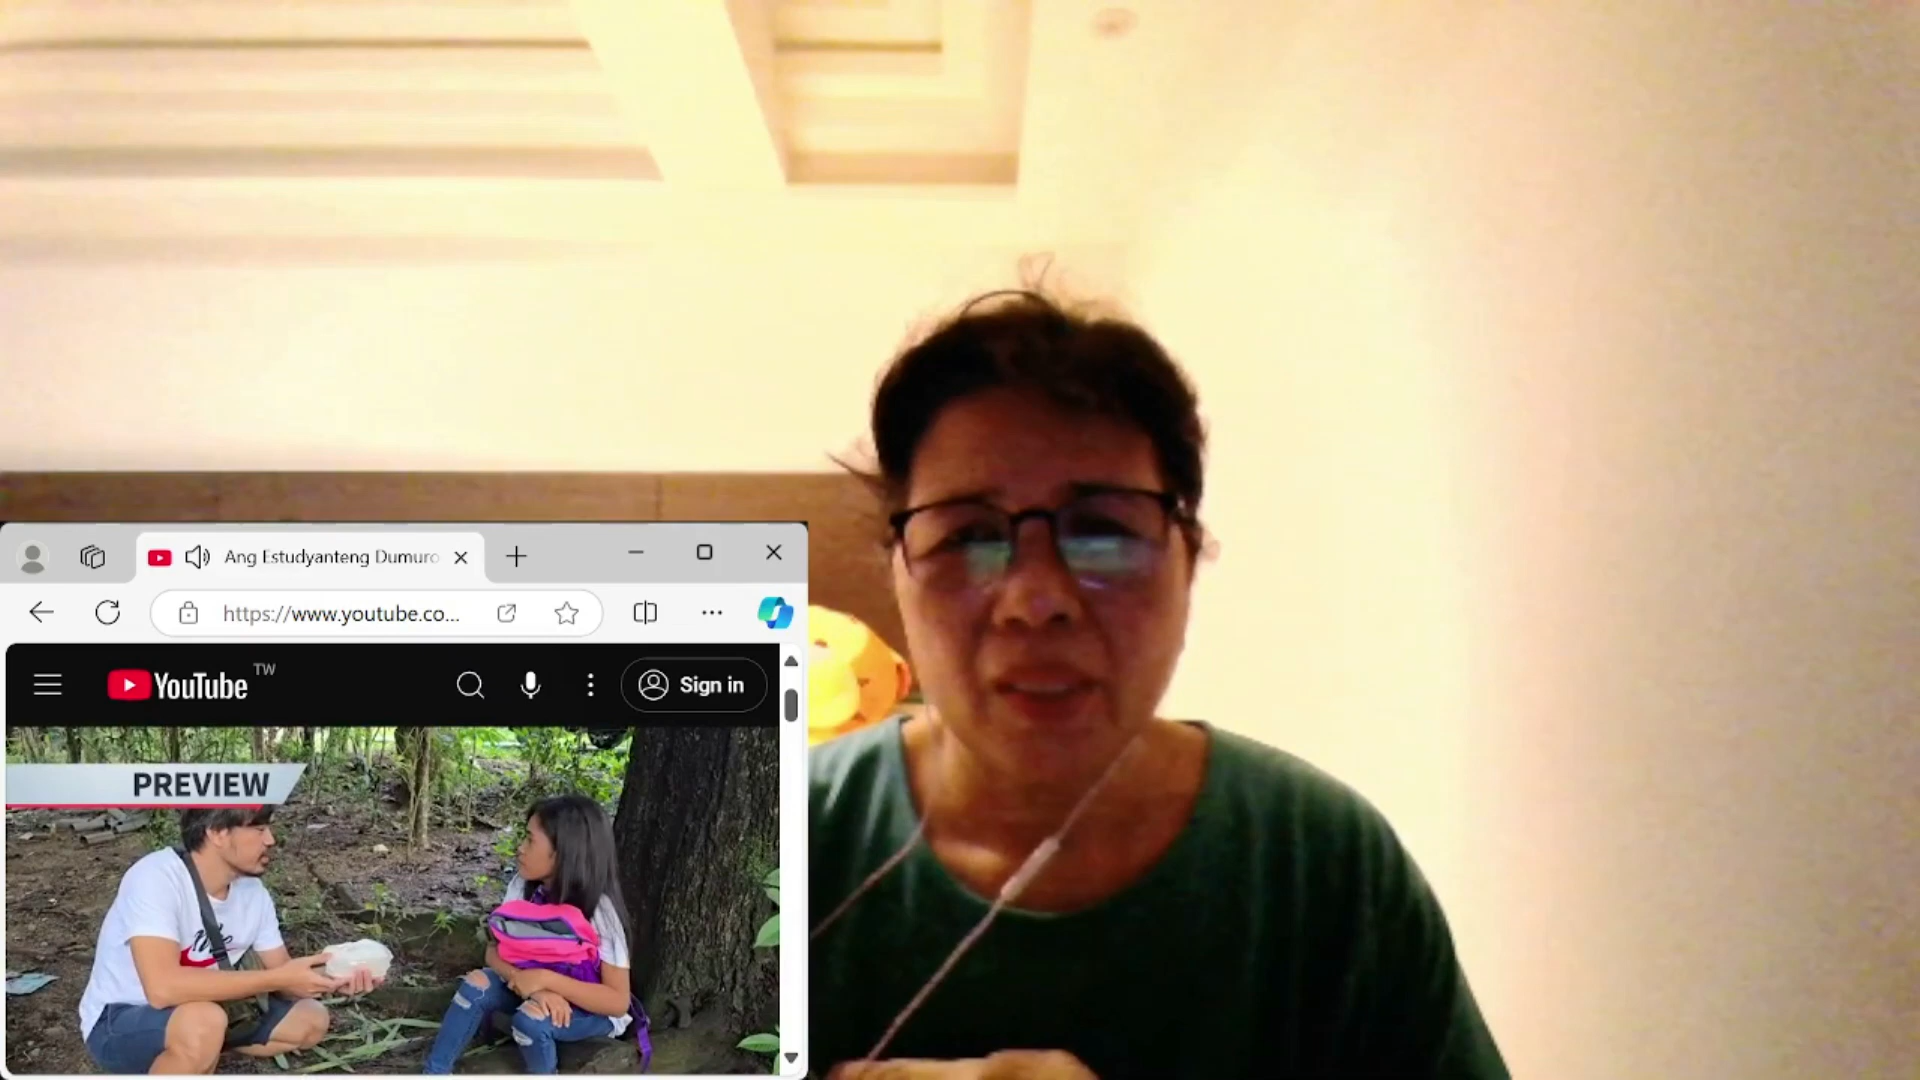 Ang Estudyanteng Dumuro
https://www.youtube.co...
YouTube TW
Sign in
PREVIEW